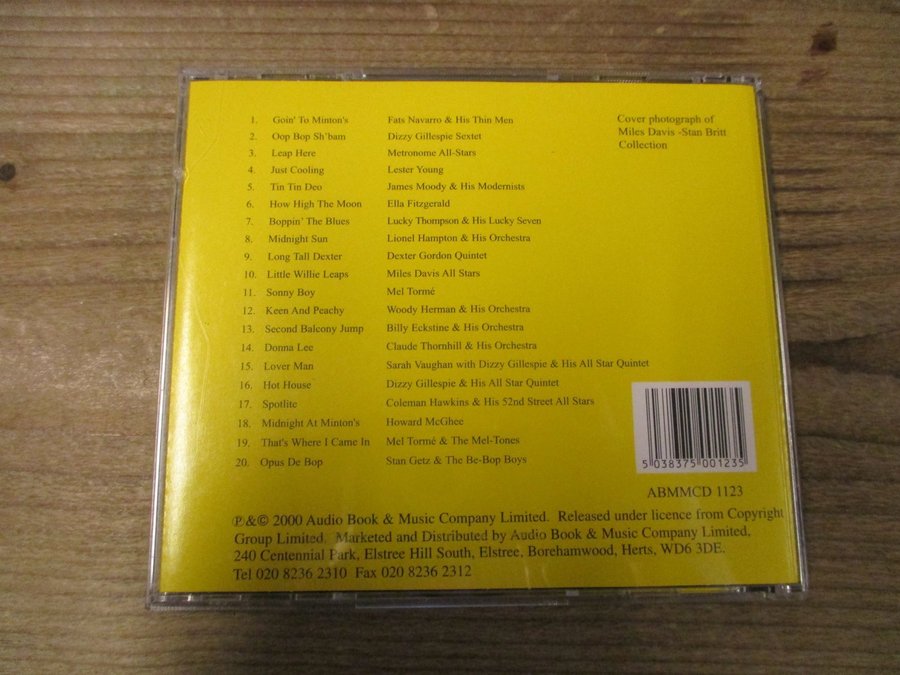 1. Goin' To Minton's Fats Navarro & His Thin Men
2. Oop Bop Sh'bam Dizzy Gillespie Sextet
3. Leap Here Metronome All-Stars
4. Just Cooling Lester Young
5. Tin Tin Deo James Moody & His Modernists
6. How High The Moon Ella Fitzgerald
7. Boppin' The Blues Lucky Thompson & His Lucky Seven
8. Midnight Sun Lionel Hampton & His Orchestra
9. Long Tall Dexter Dexter Gordon Quintet
10. Little Willie Leaps Miles Davis All Stars
11. Sonny Boy Mel Tormé
12. Keen And Peachy Woody Herman & His Orchestra
13. Second Balcony Jump Billy Eckstine & His Orchestra
14. Donna Lee Claude Thornhill & His Orchestra
15. Lover Man Sarah Vaughan with Dizzy Gillespie & His All Star Quintet
16. Hot House Dizzy Gillespie & His All Star Quintet
17. Spotlite Coleman Hawkins & His 52nd Street All Stars
18. Midnight At Minton's Howard McGhee
19. That's Where I Came In Mel Tormé & The Mel-Tones
20. Opus De Bop Stan Getz & The Be-Bop Boys
Cover photograph of
Miles Davis -Stan Britt
Collection
5 038375 001235
ABMMCD 1123
℗&© 2000 Audio Book & Music Company Limited. Released under licence from Copyright
Group Limited. Marketed and Distributed by Audio Book & Music Company Limited,
240 Centennial Park, Elstree Hill South, Elstree, Borehamwood, Herts, WD6 3DE.
Tel 020 8236 2310 Fax 020 8236 2312